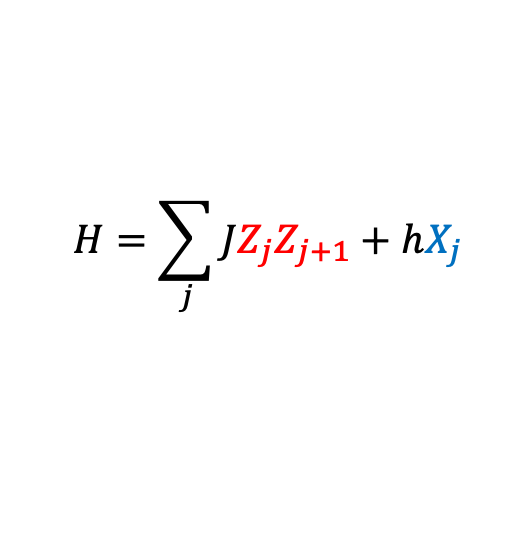 H = ∑_j J Z_j Z_{j+1} + h X_j